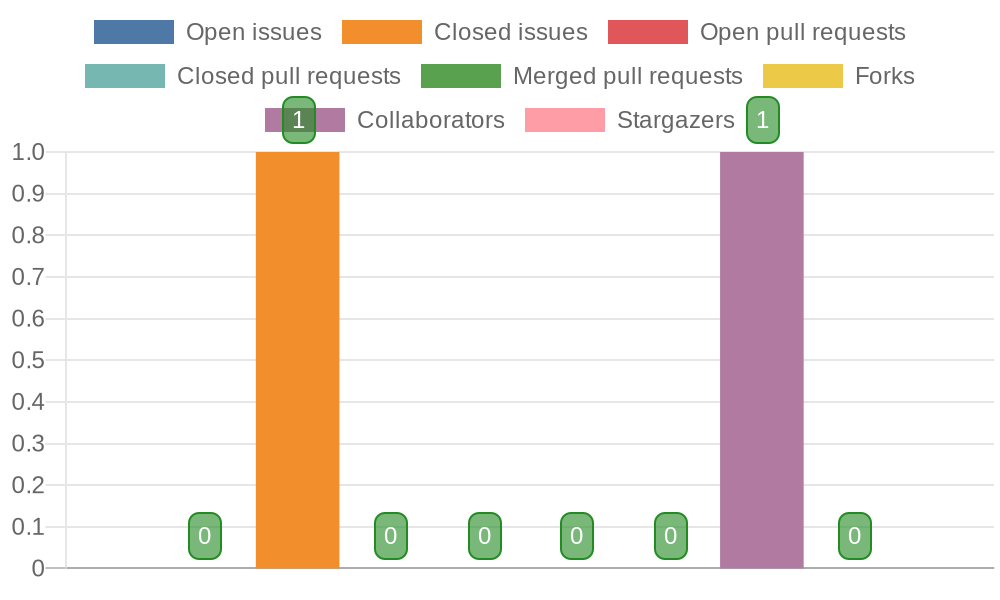 Open issues Closed issues Open pull requests
Closed pull requests Merged pull requests Forks
1 Collaborators Stargazers 1
1.0
0.9
0.8
0.7
0.6
0.5
0.4
0.3
0.2
0.1 0 0 0 0 0 0
0